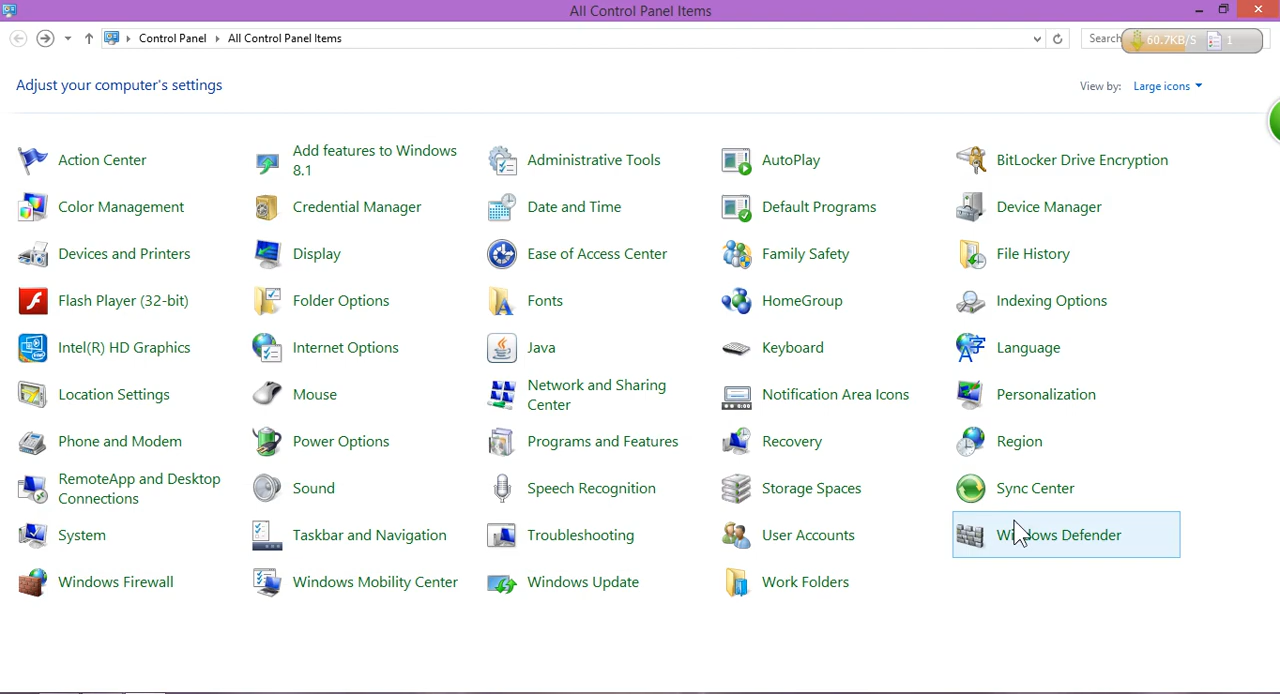 All Control Panel Items
Control Panel All Control Panel Items
Search
60.7KB/S 1
Adjust your computer's settings
View by: Large icons
Action Center
Add features to Windows
8.1
Administrative Tools
AutoPlay
BitLocker Drive Encryption
Color Management
Credential Manager
Date and Time
Default Programs
Device Manager
Devices and Printers
Display
Ease of Access Center
Family Safety
File History
Flash Player (32-bit)
Folder Options
Fonts
HomeGroup
Indexing Options
Intel(R) HD Graphics
Internet Options
Java
Keyboard
Language
Location Settings
Mouse
Network and Sharing
Center
Notification Area Icons
Personalization
Phone and Modem
Power Options
Programs and Features
Recovery
Region
RemoteApp and Desktop
Connections
Sound
Speech Recognition
Storage Spaces
Sync Center
System
Taskbar and Navigation
Troubleshooting
User Accounts
Windows Defender
Windows Firewall
Windows Mobility Center
Windows Update
Work Folders